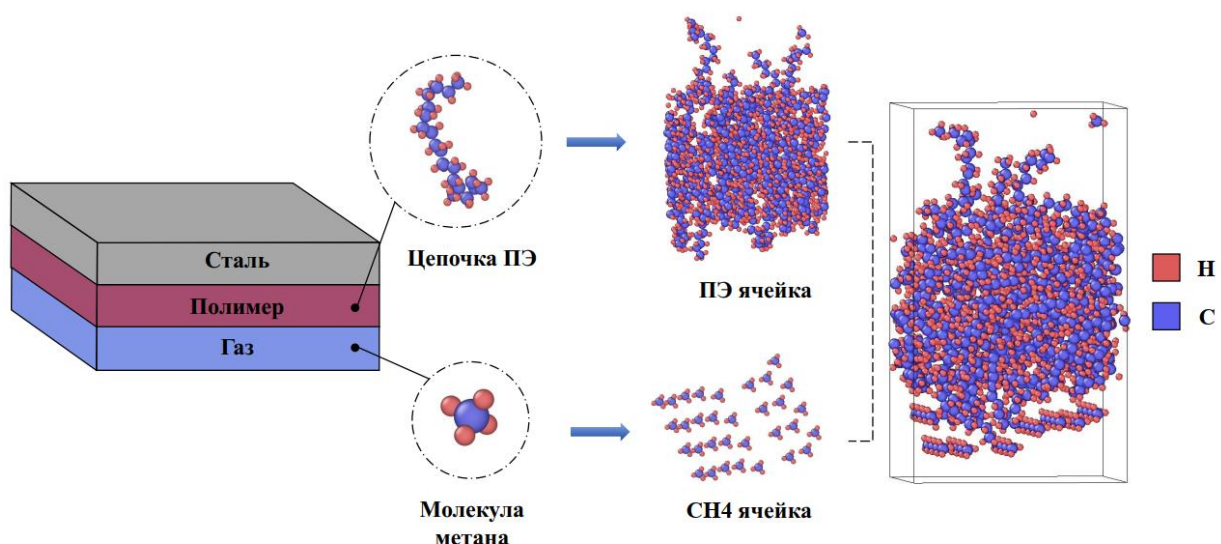 Сталь
Полимер
Газ
Цепочка ПЭ
Молекула
метана
ПЭ ячейка
CH4 ячейка
H
C